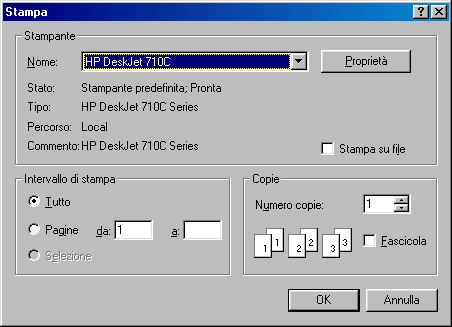 Stampa
Stampante
Nome: HP DeskJet 710C Proprietà
Stato: Stampante predefinita; Pronta
Tipo: HP DeskJet 710C Series
Percorso: Local
Commento: HP DeskJet 710C Series
Stampa su file
Intervallo di stampa
Tutto
Pagine da: 1 a:
Selezione
Copie
Numero copie: 1
1 1 2 2 3 3 Fascicola
OK Annulla